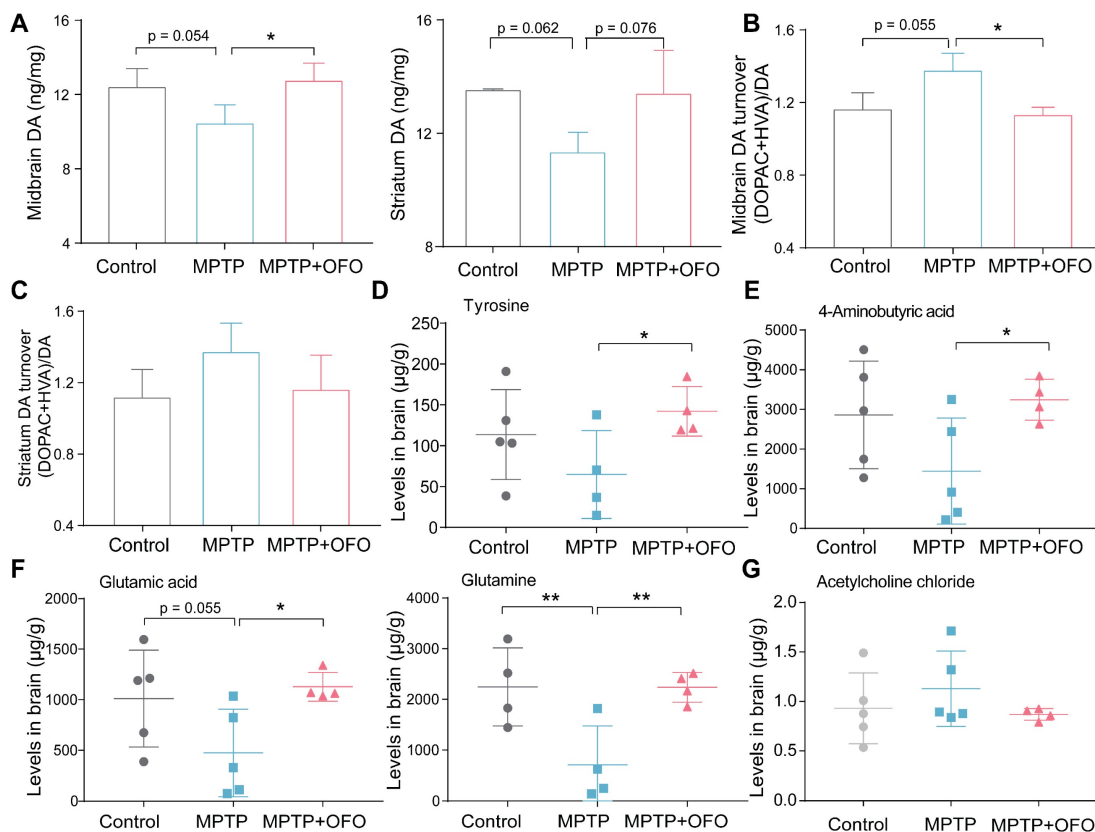 A
Midbrain DA (ng/mg)
16
12
8
4
p = 0.054
*
Control
MPTP
MPTP+OFO
Striatum DA (ng/mg)
16
12
8
p = 0.062
p = 0.076
Control
MPTP
MPTP+OFO
B
Midbrain DA turnover
(DOPAC+HVA)/DA
1.6
1.2
0.8
0.4
p = 0.055
*
Control
MPTP
MPTP+OFO
C
Striatum DA turnover
(DOPAC+HVA)/DA
1.6
1.2
0.8
0.4
Control
MPTP
MPTP+OFO
D
Tyrosine
Levels in brain (µg/g)
250
200
150
100
50
0
*
Control
MPTP
MPTP+OFO
E
4-Aminobutyric acid
Levels in brain (µg/g)
5000
4000
3000
2000
1000
0
*
Control
MPTP
MPTP+OFO
F
Glutamic acid
Levels in brain (µg/g)
2000
1500
1000
500
0
p = 0.055
*
Control
MPTP
MPTP+OFO
Glutamine
Levels in brain (µg/g)
4000
3000
2000
1000
0
**
**
Control
MPTP
MPTP+OFO
G
Acetylcholine chloride
Levels in brain (µg/g)
2.0
1.5
1.0
0.5
0.0
Control
MPTP
MPTP+OFO